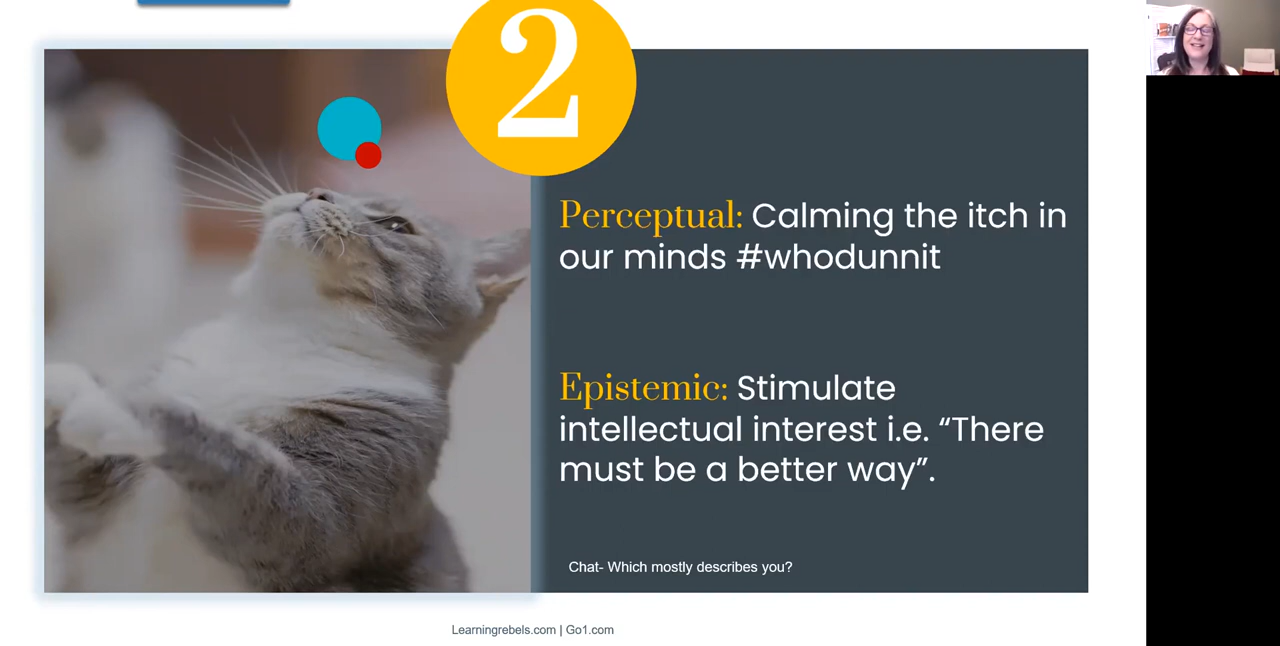 2
Perceptual: Calming the itch in
our minds #whodunnit
Epistemic: Stimulate
intellectual interest i.e. “There
must be a better way”.
Chat- Which mostly describes you?
Learningrebels.com | Go1.com